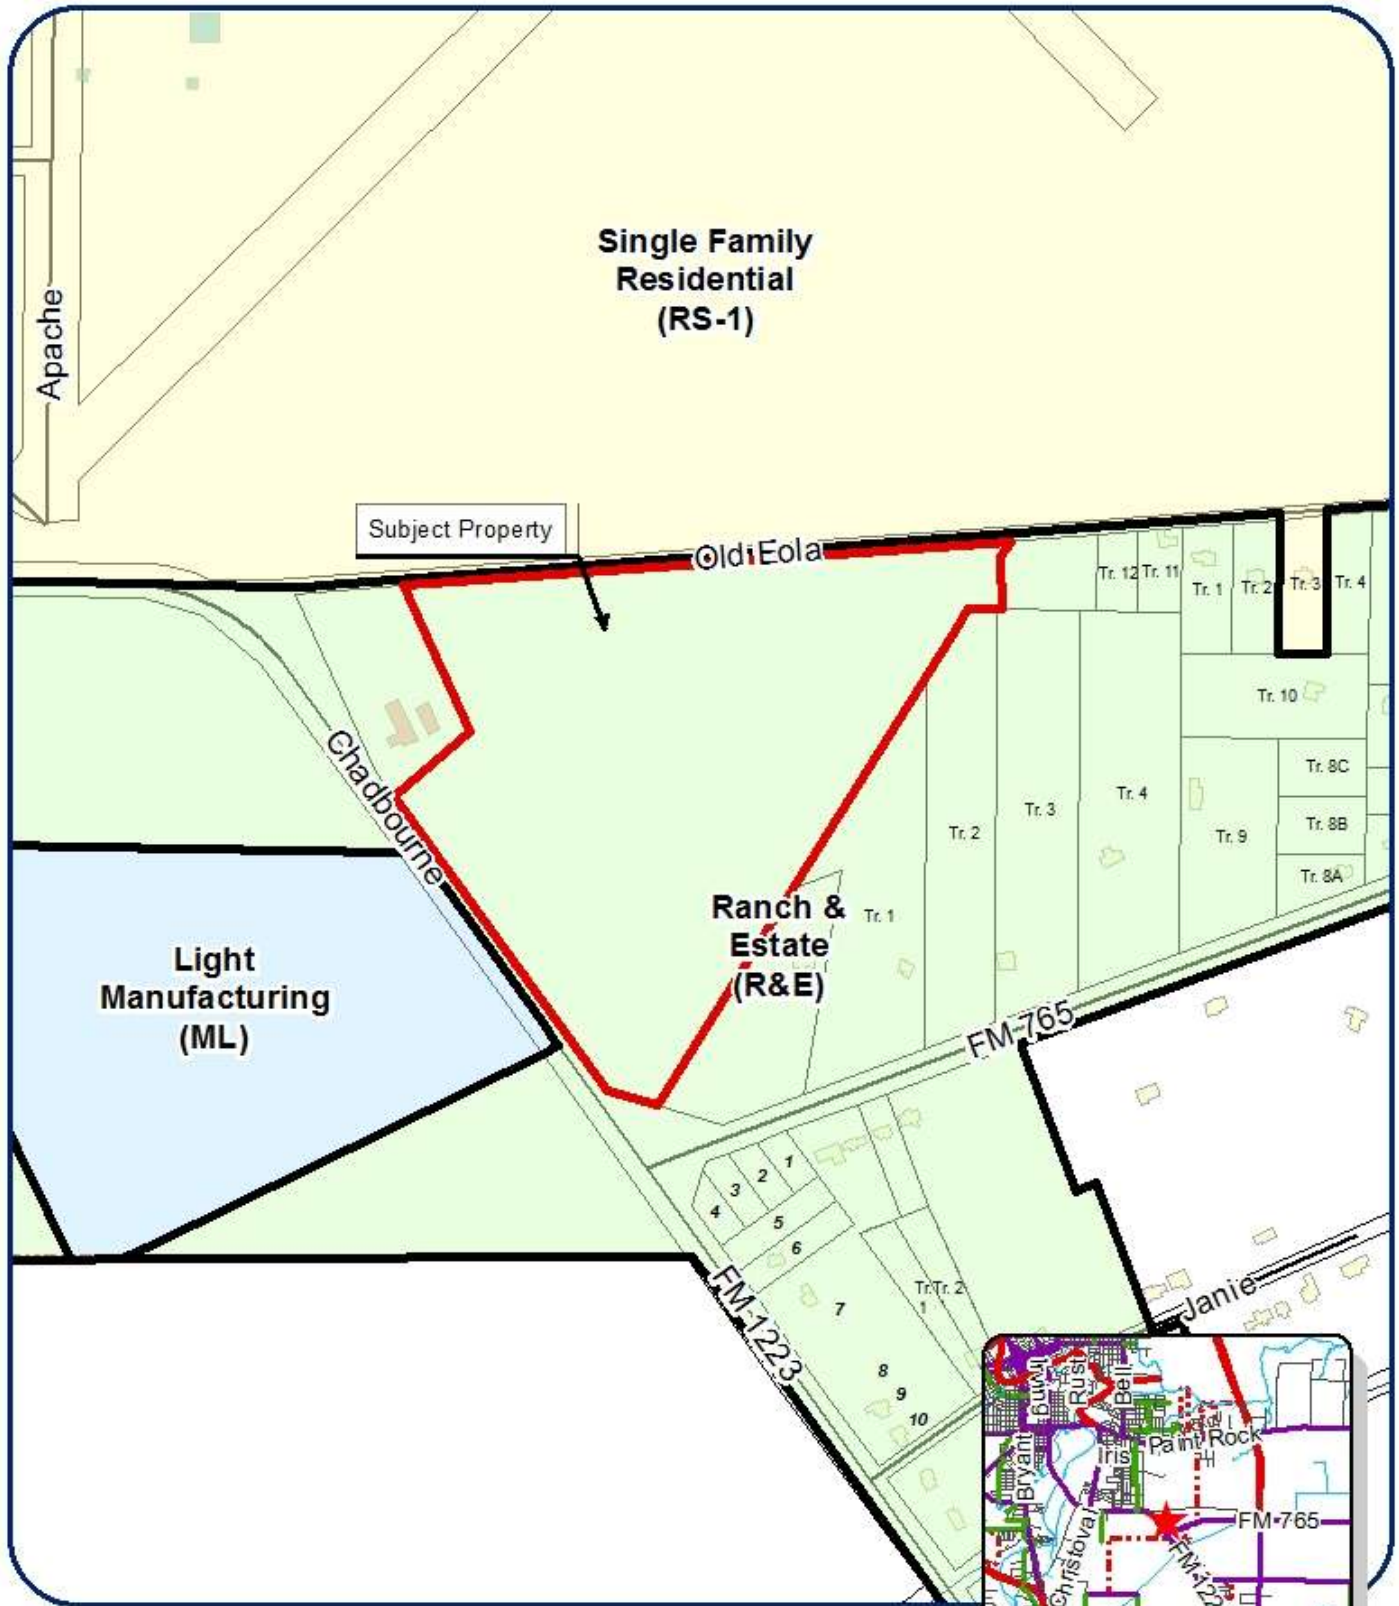 Single Family
Residential
(RS-1)
Apache
Subject Property
Old Eola
Tr. 12
Tr. 11
Tr. 1
Tr. 2
Tr. 3
Tr. 4
Tr. 10
Chadbourne
Tr. 8C
Tr. 4
Tr. 3
Tr. 8B
Tr. 2
Tr. 9
Tr. 8A
Ranch &
Estate
(R&E)
Tr. 1
Light
Manufacturing
(ML)
FM 765
1
2
3
4
5
6
7
8
9
10
Tr.
1
Tr. 2
FM 1223
Janie
Irving
Rust
Bell
Bryant
Iris
Paint Rock
Christoval
FM 765
FM 122